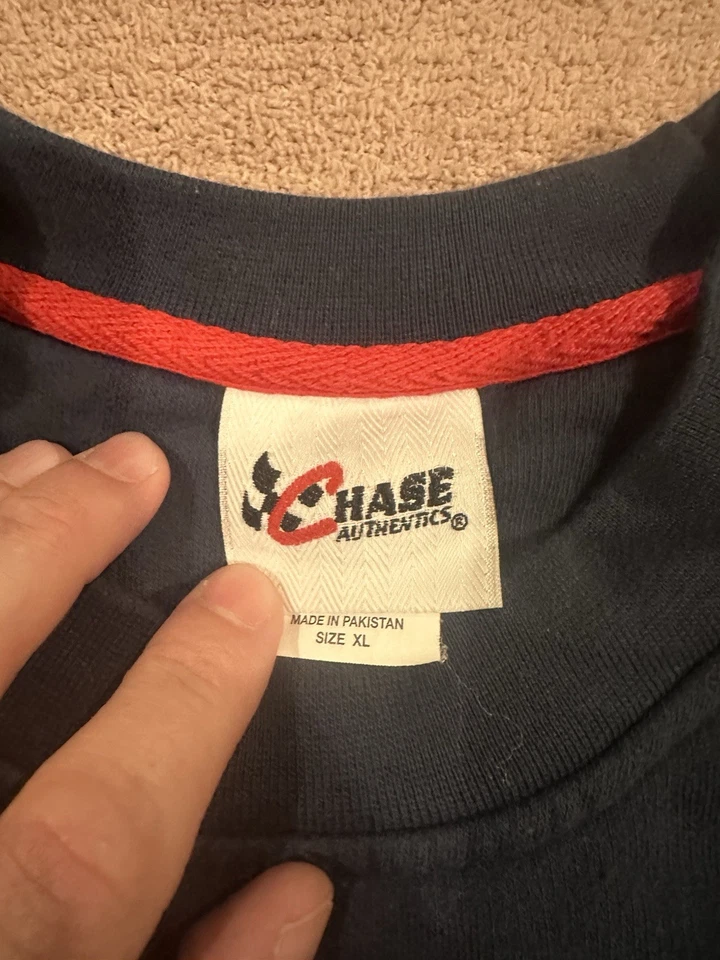 CHASE
AUTHENTICS®
MADE IN PAKISTAN
SIZE XL